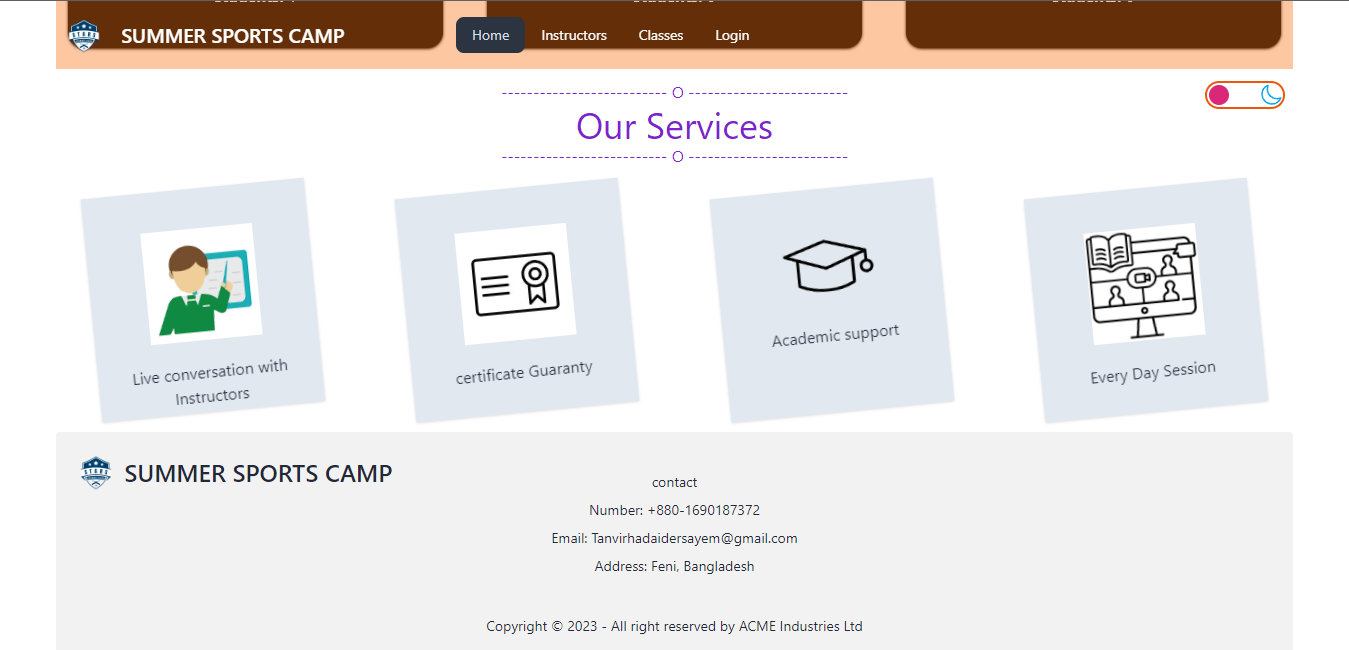 SUMMER SPORTS CAMP
Home
Instructors
Classes
Login
-------------------------- O -------------------------
Our Services
-------------------------- O -------------------------
Live conversation with
Instructors
certificate Guaranty
Academic support
Every Day Session
STARS
SUMMER SPORTS CAMP
contact
Number: +880-1690187372
Email: Tanvirhadaidersayem@gmail.com
Address: Feni, Bangladesh
Copyright © 2023 - All right reserved by ACME Industries Ltd